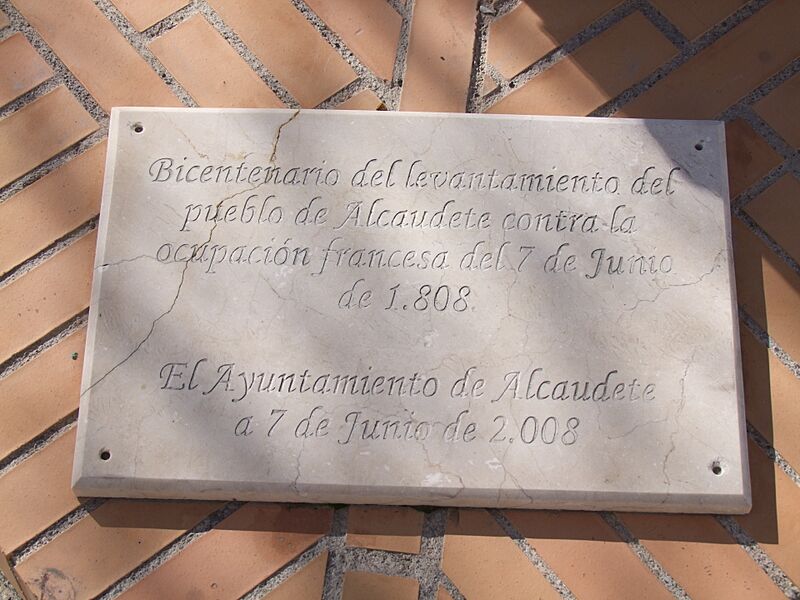 Bicentenario del levantamiento del
pueblo de Alcaudete contra la
ocupación francesa del 7 de Junio
de 1.808
El Ayuntamiento de Alcaudete
a 7 de Junio de 2.008